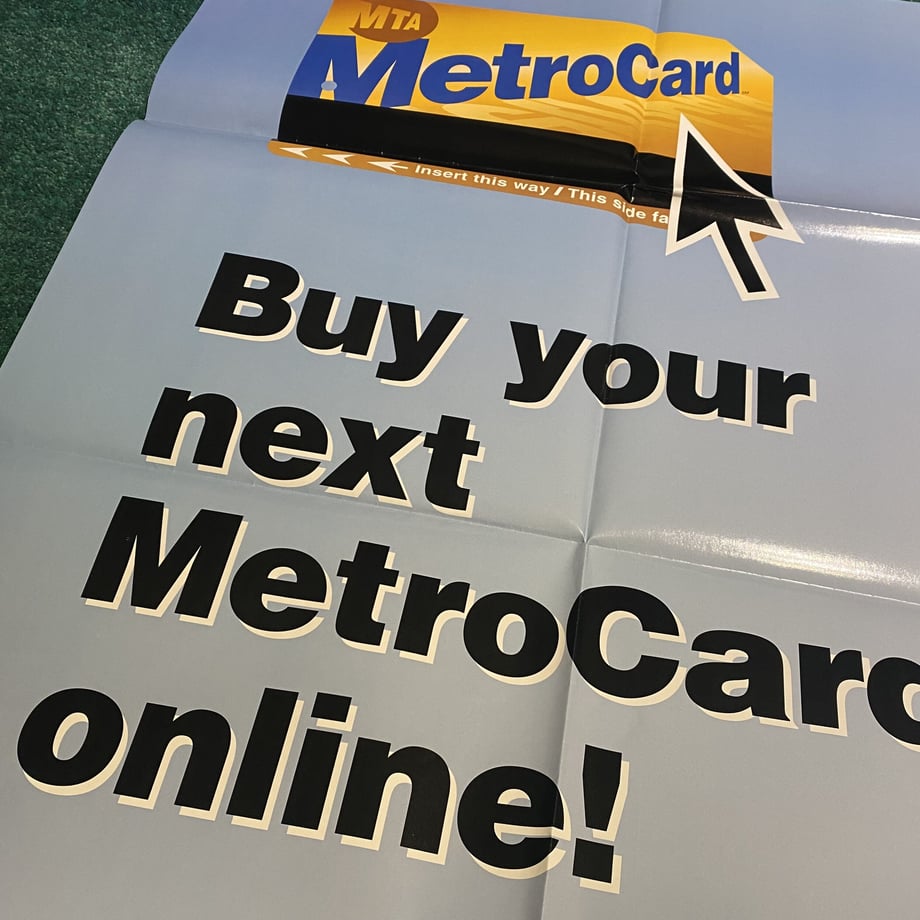 MTA
MetroCard
Insert this way / This side fa
Buy your
next
MetroCard
online!